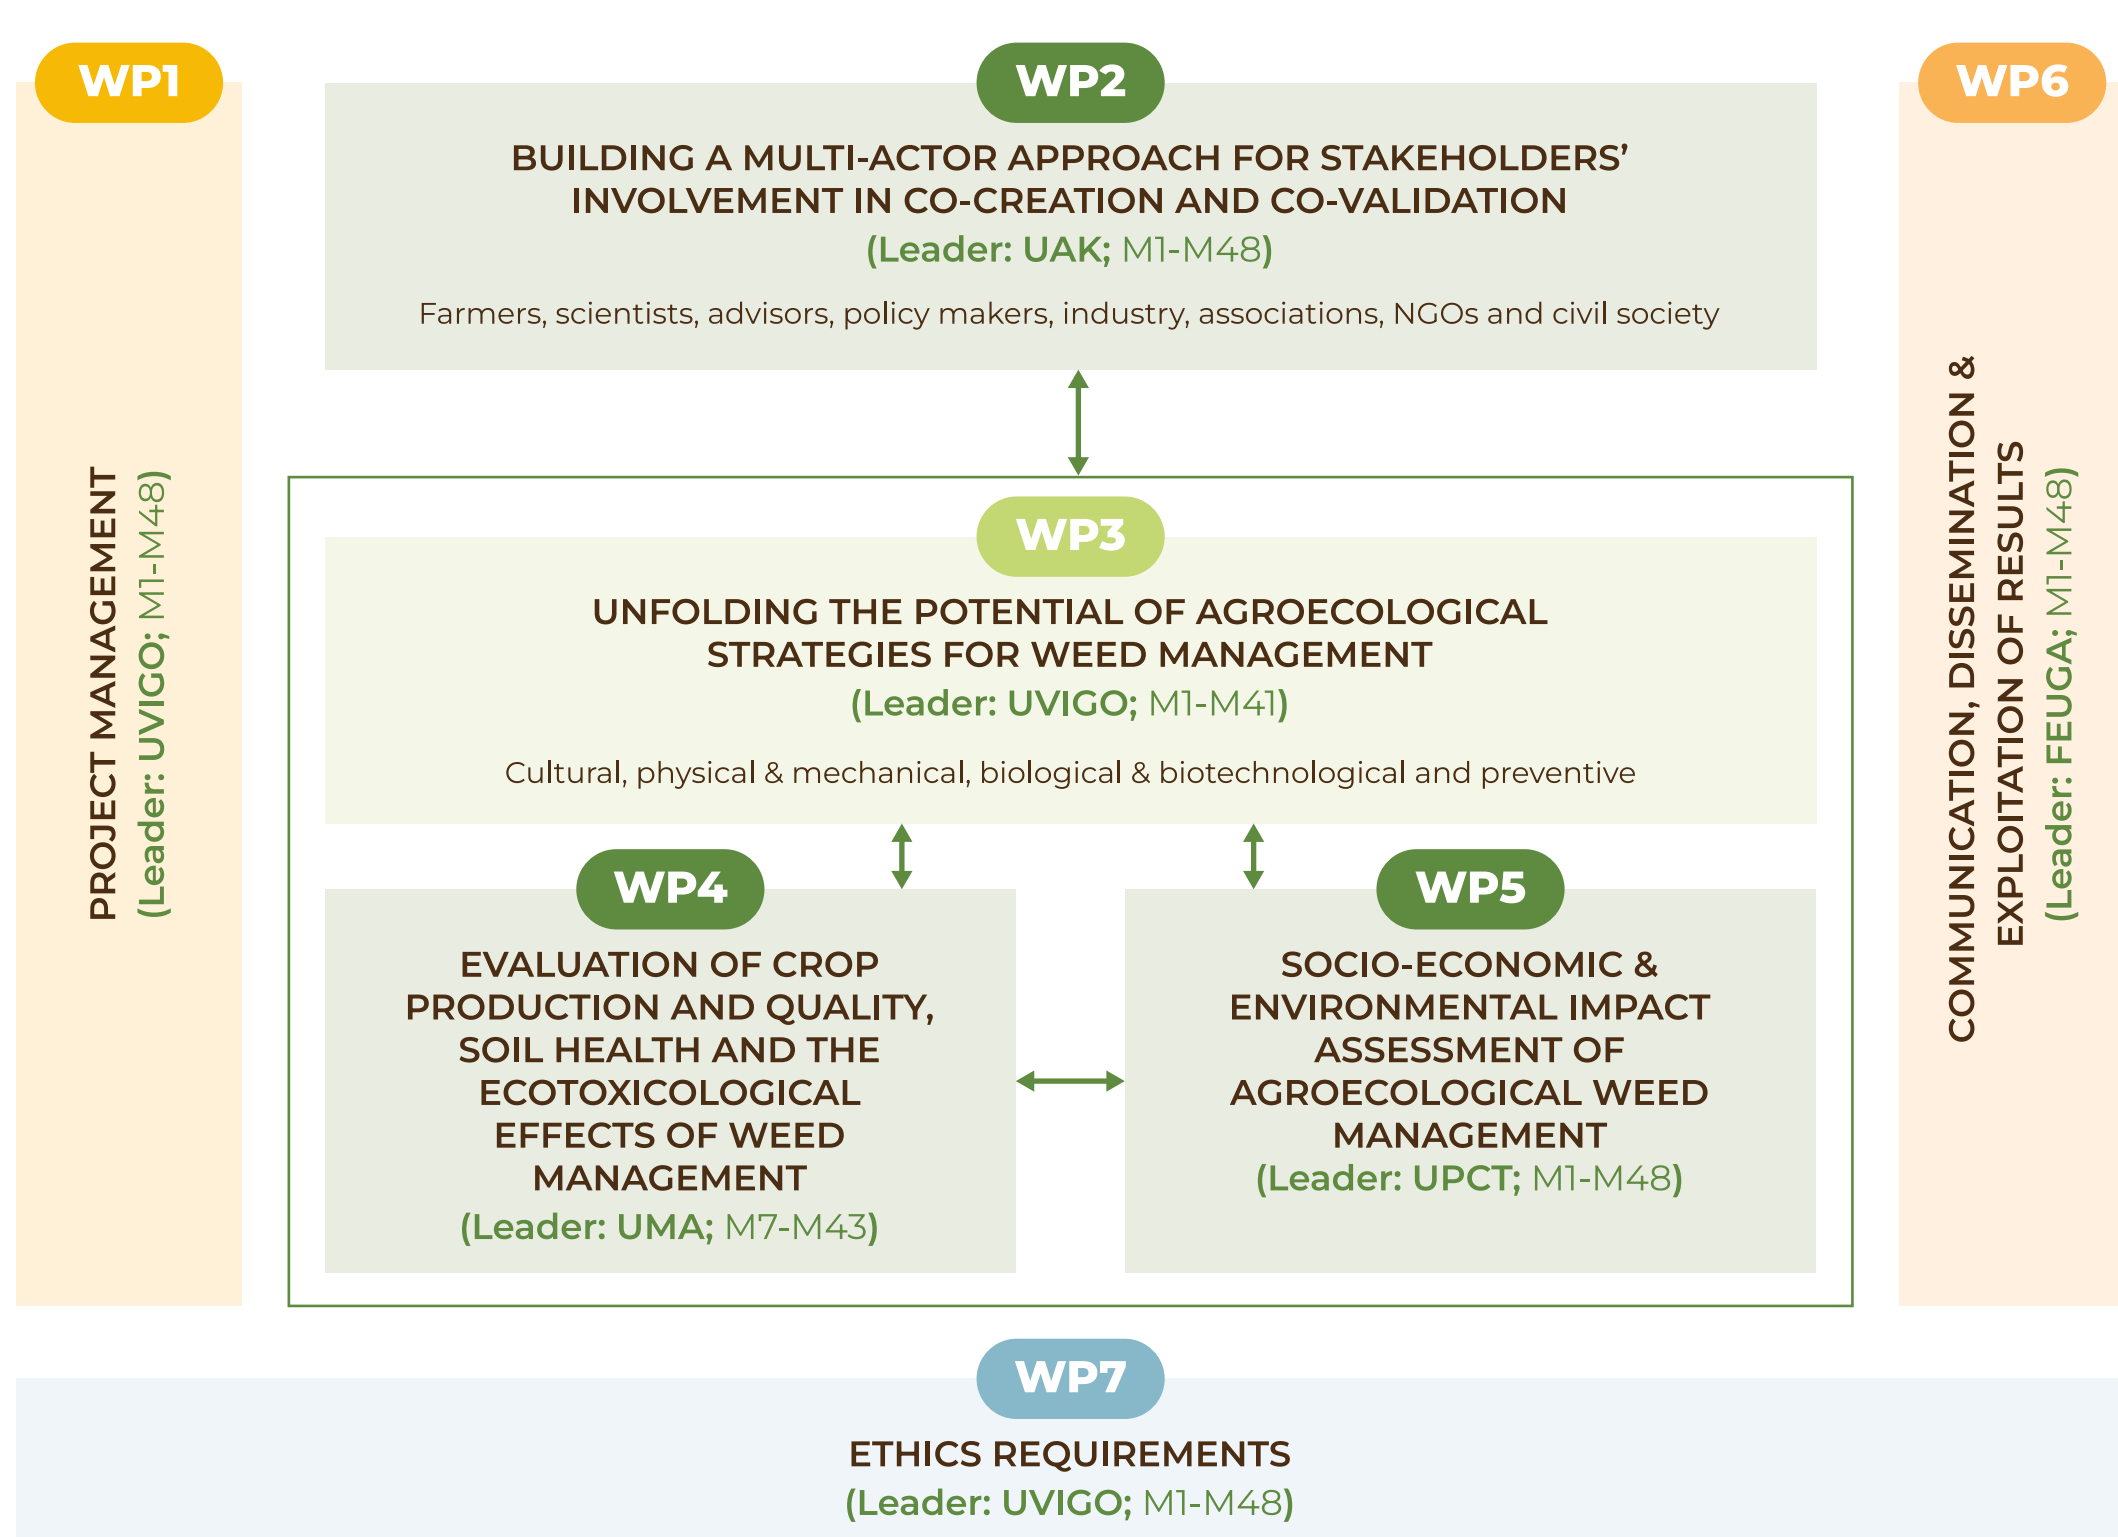 WP1
PROJECT MANAGEMENT
(Leader: UVIGO; M1-M48)
WP2
BUILDING A MULTI-ACTOR APPROACH FOR STAKEHOLDERS’
INVOLVEMENT IN CO-CREATION AND CO-VALIDATION
(Leader: UAK; M1-M48)
Farmers, scientists, advisors, policy makers, industry, associations, NGOs and civil society
WP3
UNFOLDING THE POTENTIAL OF AGROECOLOGICAL
STRATEGIES FOR WEED MANAGEMENT
(Leader: UVIGO; M1-M41)
Cultural, physical & mechanical, biological & biotechnological and preventive
WP4
EVALUATION OF CROP
PRODUCTION AND QUALITY,
SOIL HEALTH AND THE
ECOTOXICOLOGICAL
EFFECTS OF WEED
MANAGEMENT
(Leader: UMA; M7-M43)
WP5
SOCIO-ECONOMIC &
ENVIRONMENTAL IMPACT
ASSESSMENT OF
AGROECOLOGICAL WEED
MANAGEMENT
(Leader: UPCT; M1-M48)
WP6
COMMUNICATION, DISSEMINATION &
EXPLOITATION OF RESULTS
(Leader: FEUGA; M1-M48)
WP7
ETHICS REQUIREMENTS
(Leader: UVIGO; M1-M48)